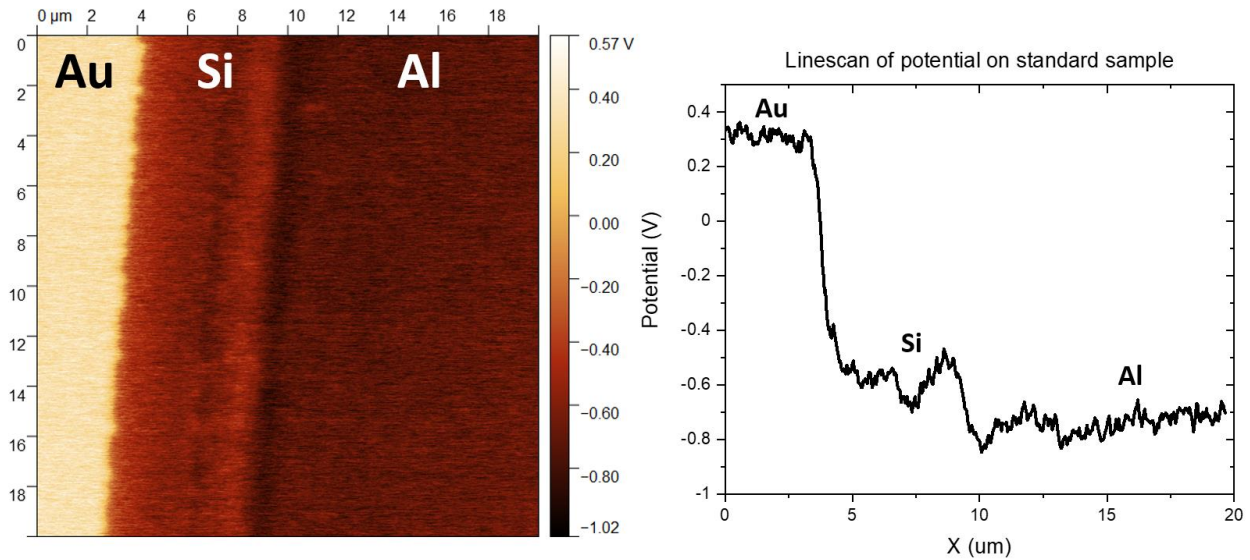 0 µm 2 4 6 8 10 12 14 16 18
0
2
4
6
8
10
12
14
16
18
Au Si Al
0.57 V
0.40
0.20
0.00
−0.20
−0.40
−0.60
−0.80
−1.02
Linescan of potential on standard sample
Potential (V)
0.4
0.2
0
-0.2
-0.4
-0.6
-0.8
-1
Au
Si
Al
0 5 10 15 20
X (um)